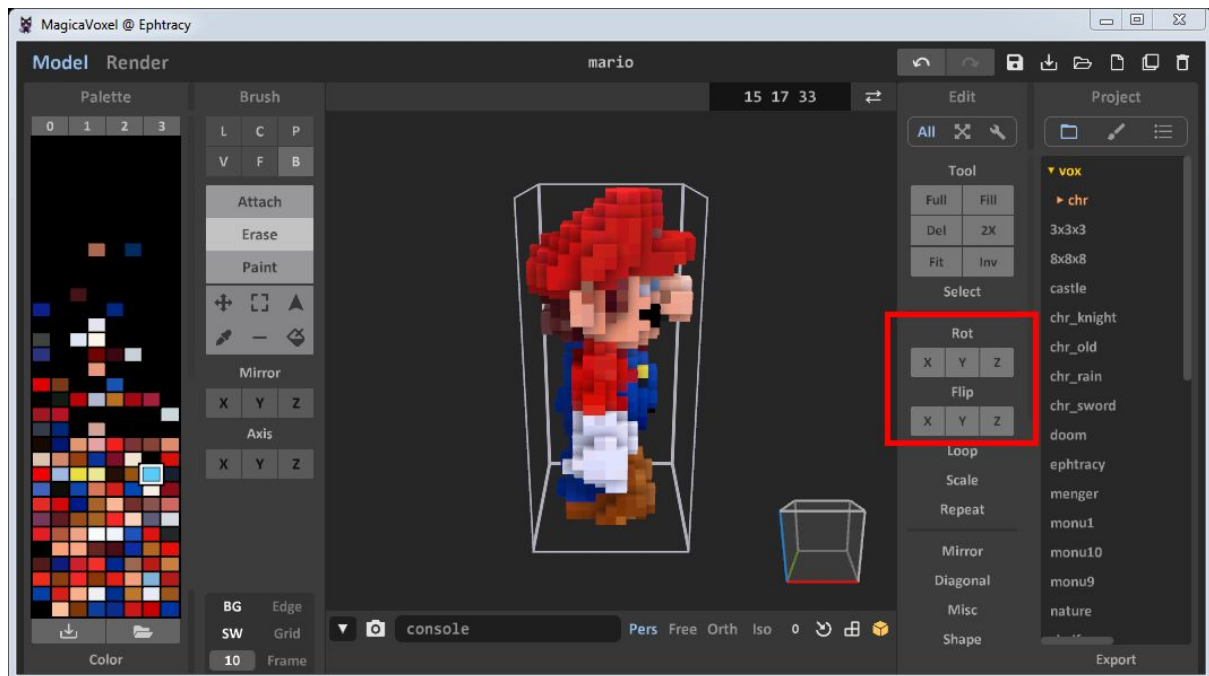 MagicaVoxel @ Ephtracy
Model Render
mario
Palette
0 1 2 3
Color
Brush
L C P
V F B
Attach
Erase
Paint
Mirror
X Y Z
Axis
X Y Z
BG Edge
SW Grid
10 Frame
15 17 33
console
Pers Free Orth Iso 0
Edit
All
Tool
Full Fill
Del 2X
Fit Inv
Select
Rot
X Y Z
Flip
X Y Z
Loop
Scale
Repeat
Mirror
Diagonal
Misc
Shape
Project
vox
chr
3x3x3
8x8x8
castle
chr_knight
chr_old
chr_rain
chr_sword
doom
ephtracy
menger
monu1
monu10
monu9
nature
Export